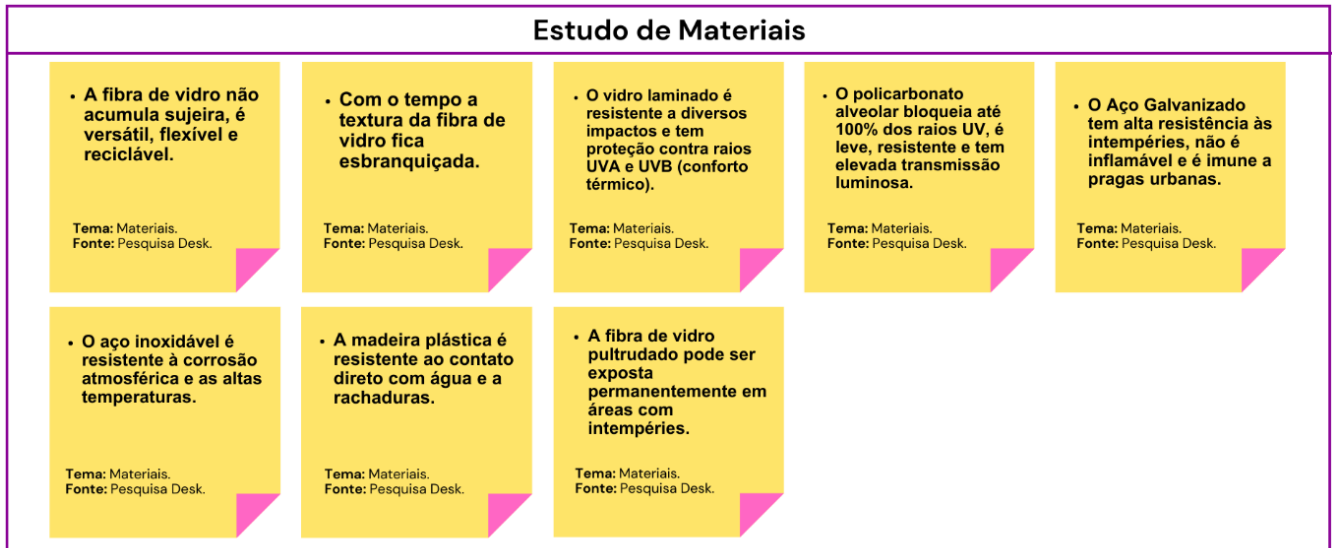 Estudo de Materiais
• A fibra de vidro não
acumula sujeira, é
versátil, flexível e
reciclável.
Tema: Materiais.
Fonte: Pesquisa Desk.
• Com o tempo a
textura da fibra de
vidro fica
esbranquiçada.
Tema: Materiais.
Fonte: Pesquisa Desk.
• O vidro laminado é
resistente a diversos
impactos e tem
proteção contra raios
UVA e UVB (conforto
térmico).
Tema: Materiais.
Fonte: Pesquisa Desk.
• O policarbonato
alveolar bloqueia até
100% dos raios UV, é
leve, resistente e tem
elevada transmissão
luminosa.
Tema: Materiais.
Fonte: Pesquisa Desk.
• O Aço Galvanizado
tem alta resistência às
intempéries, não é
inflamável e é imune a
pragas urbanas.
Tema: Materiais.
Fonte: Pesquisa Desk.
• O aço inoxidável é
resistente à corrosão
atmosférica e as altas
temperaturas.
Tema: Materiais.
Fonte: Pesquisa Desk.
• A madeira plástica é
resistente ao contato
direto com água e a
rachaduras.
Tema: Materiais.
Fonte: Pesquisa Desk.
• A fibra de vidro
pultrudado pode ser
exposta
permanentemente em
áreas com
intempéries.
Tema: Materiais.
Fonte: Pesquisa Desk.